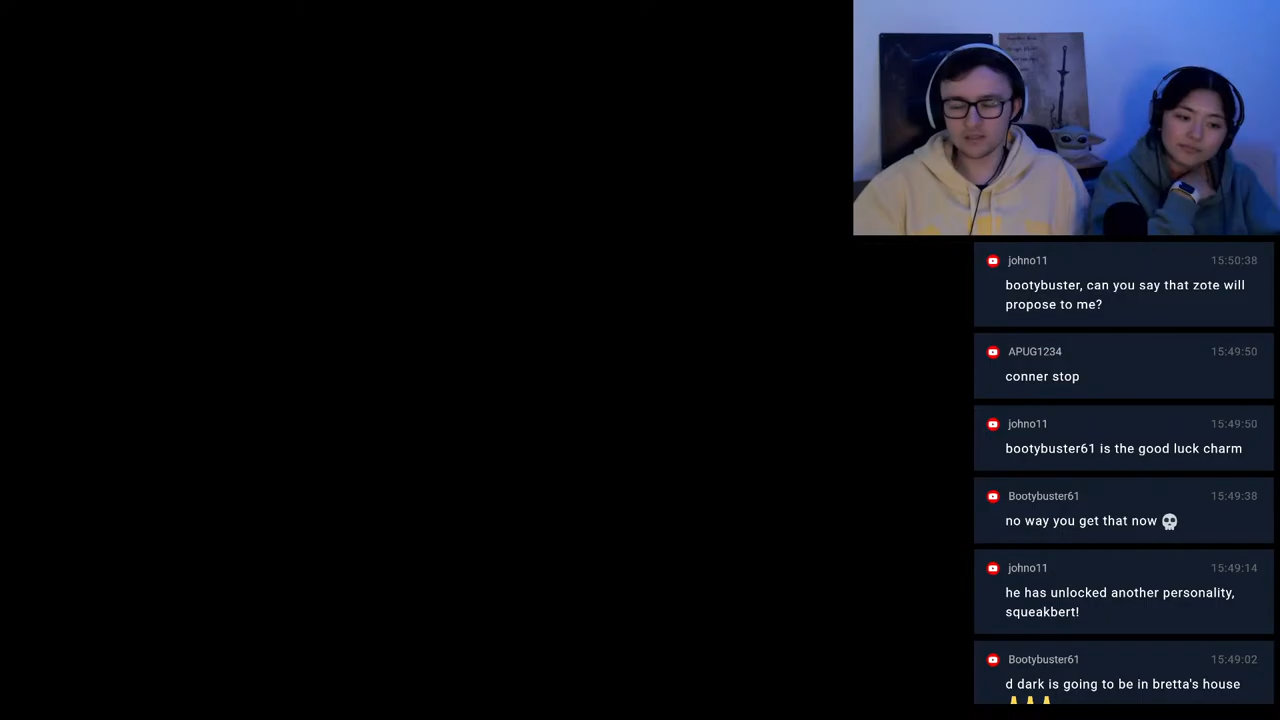 johno11 15:50:38
bootybuster, can you say that zote will
propose to me?
APUG1234 15:49:50
conner stop
johno11 15:49:50
bootybuster61 is the good luck charm
Bootybuster61 15:49:38
no way you get that now 💀
johno11 15:49:14
he has unlocked another personality,
squeakbert!
Bootybuster61 15:49:02
d dark is going to be in bretta's house